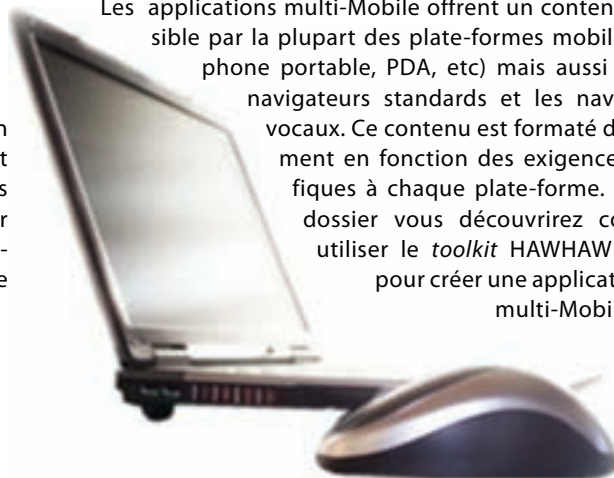 Les applications multi-Mobile offrent un conten
sible par la plupart des plate-formes mobil
phone portable, PDA, etc) mais aussi
navigateurs standards et les nav
vocaux. Ce contenu est formaté d
ment en fonction des exigence
fiques à chaque plate-forme.
dossier vous découvrirez co
utiliser le toolkit HAWHAW
pour créer une applicat
multi-Mobi
n
t
s
r
-
e